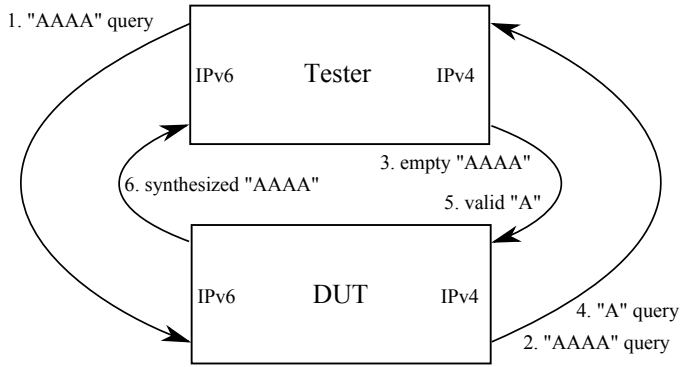 1. "AAAA" query
IPv6
Tester
IPv4
3. empty "AAAA"
6. synthesized "AAAA"
5. valid "A"
IPv6
DUT
IPv4
4. "A" query
2. "AAAA" query